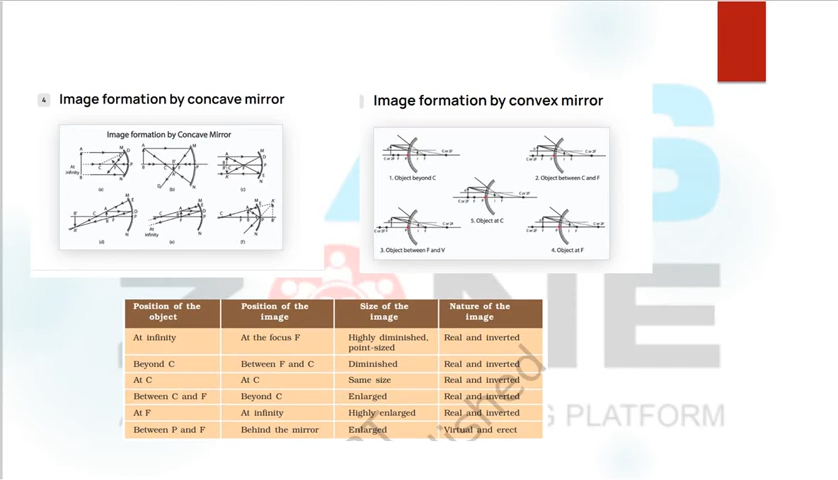 4 Image formation by concave mirror
Image formation by convex mirror
Image formation by Concave Mirror
At
infinity
(a)
(b)
(c)
At
infinity
(d)
(e)
(f)
1. Object beyond C
2. Object between C and F
5. Object at C
3. Object between F and V
4. Object at F
Position of the object | Position of the image | Size of the image | Nature of the image
At infinity | At the focus F | Highly diminished, point-sized | Real and inverted
Beyond C | Between F and C | Diminished | Real and inverted
At C | At C | Same size | Real and inverted
Between C and F | Beyond C | Enlarged | Real and inverted
At F | At infinity | Highly enlarged | Real and inverted
Between P and F | Behind the mirror | Enlarged | Virtual and erect
PLATFORM